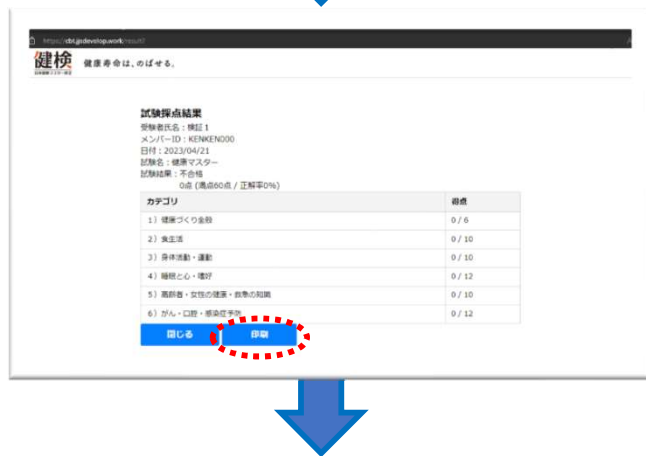 https://cbt.jpdevelop.work/result?
健検
健康寿命は、のばせる。
試験採点結果
受験者氏名：検証1
メンバーID：KENKEN000
日付：2023/04/21
試験名：健康マスター
試験結果：不合格
0点 (満点60点 / 正解率0%)
カテゴリ 得点
1）健康づくり全般 0 / 6
2）食生活 0 / 10
3）身体活動・運動 0 / 10
4）睡眠と心・嗜好 0 / 12
5）高齢者・女性の健康・救急の知識 0 / 10
6）がん・口腔・感染症予防 0 / 12
閉じる 印刷